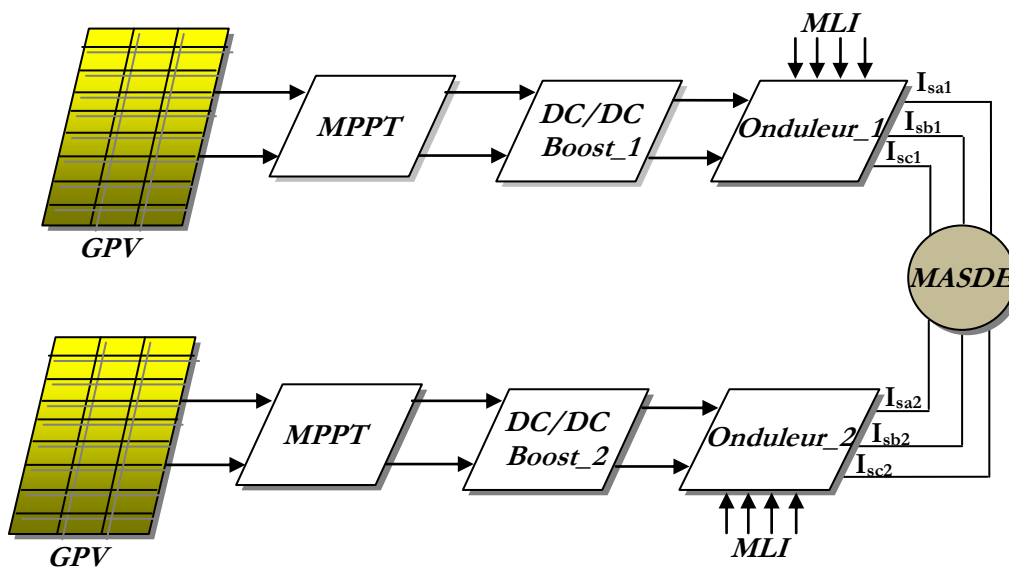 MLI
MPPT
DC/DC
Boost_1
Onduleur_1
Isa1
Isb1
Isc1
GPV
MASDE
MPPT
DC/DC
Boost_2
Onduleur_2
Isa2
Isb2
Isc2
GPV
MLI